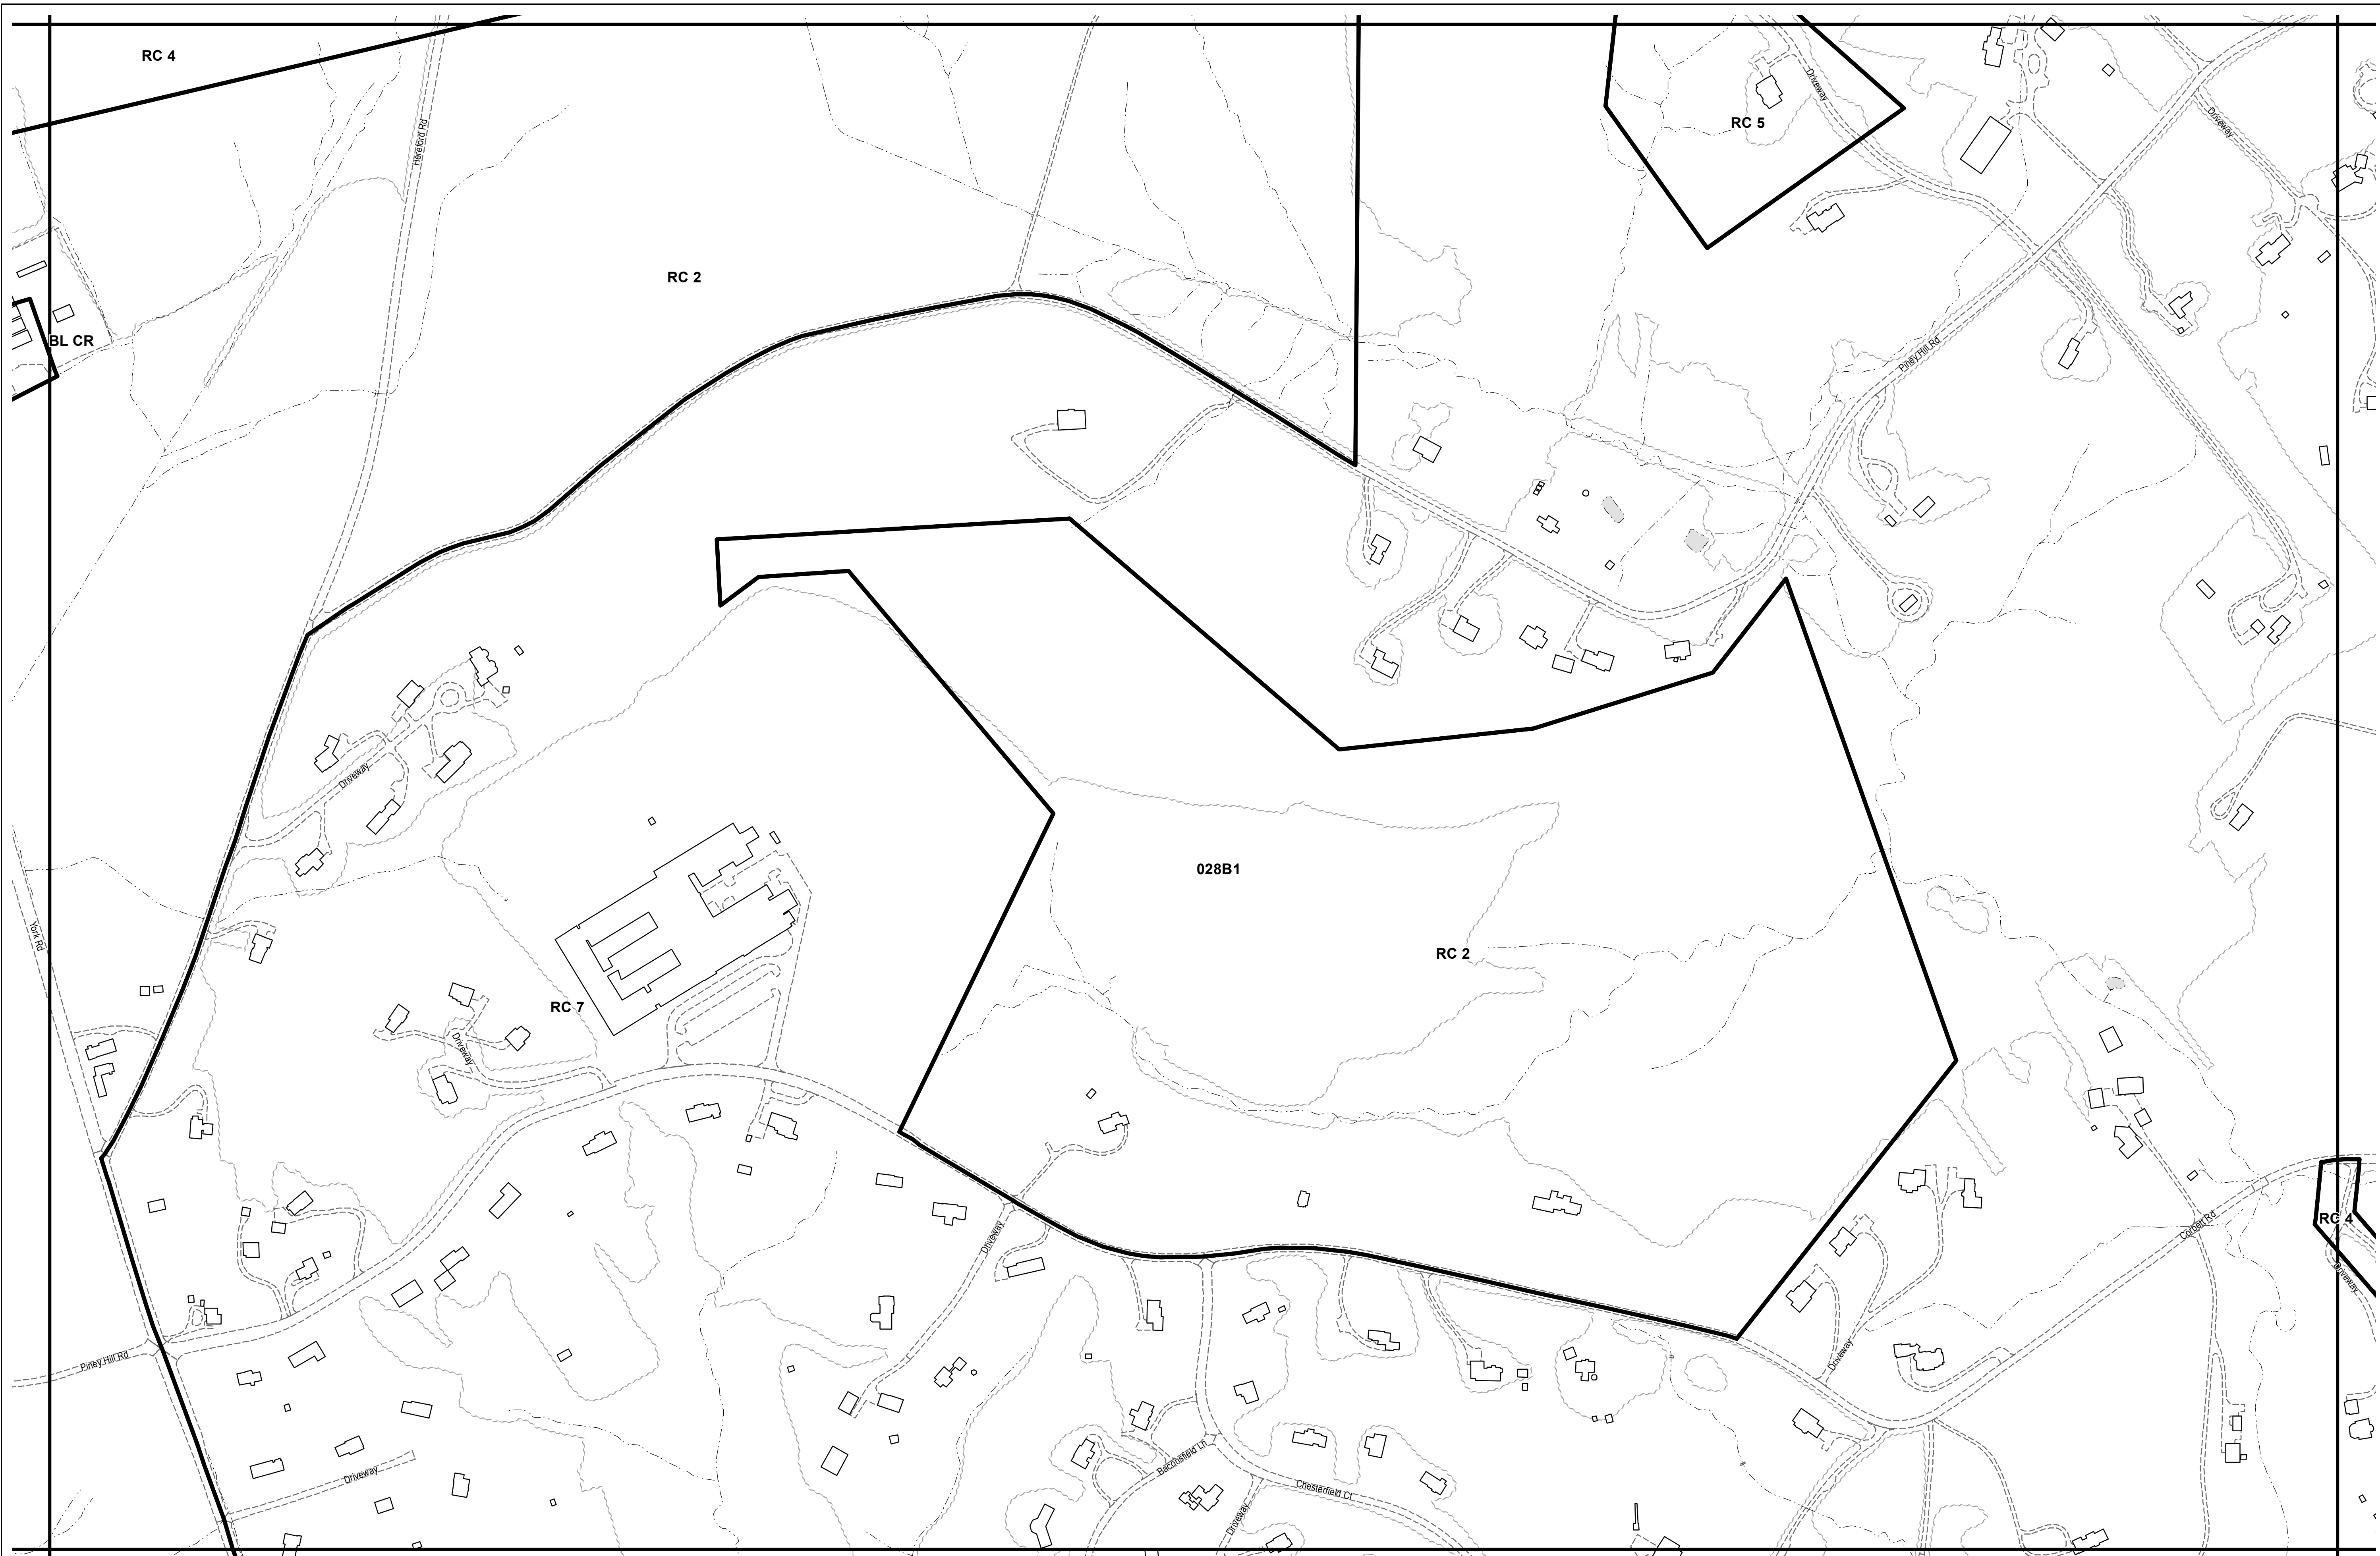 RC 4
Hereford Rd
Driveway
RC 5
Driveway
RC 2
BL CR
Piney Hill Rd
Driveway
028B1
York Rd
RC 2
RC 7
Driveway
Driveway
Corbett Rd
RC 4
Driveway
Piney Hill Rd
Driveway
Driveway
Baconsfield Ln
Chesterfield Ct
Driveway